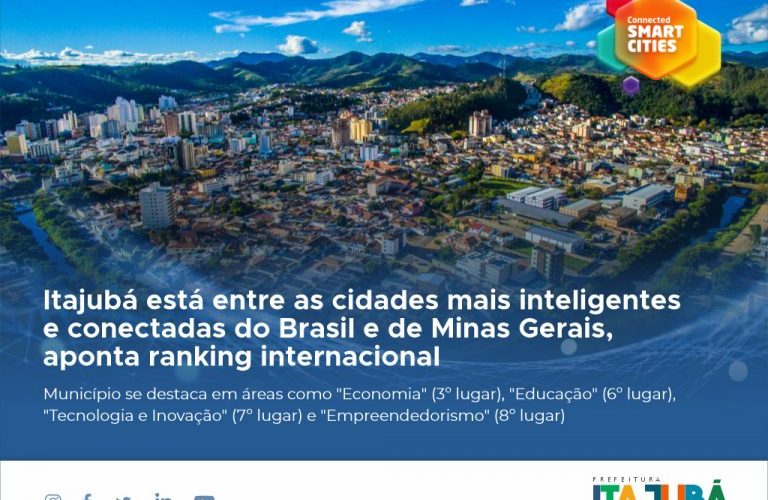 Connected
SMART
CITIES
Itajubá está entre as cidades mais inteligentes
e conectadas do Brasil e de Minas Gerais,
aponta ranking internacional
Município se destaca em áreas como "Economia" (3º lugar), "Educação" (6º lugar),
"Tecnologia e Inovação" (7º lugar) e "Empreendedorismo" (8º lugar)
PREFEITURA
ITAJUBÁ